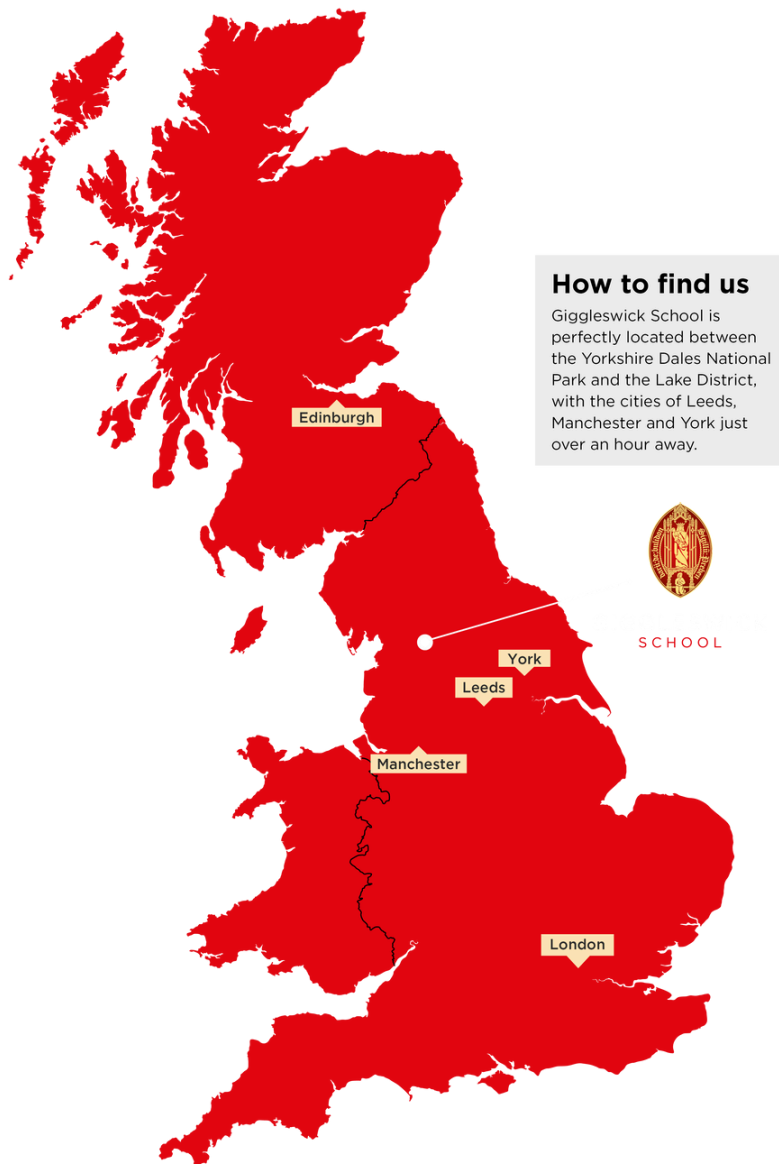 How to find us
Giggleswick School is
perfectly located between
the Yorkshire Dales National
Park and the Lake District,
with the cities of Leeds,
Manchester and York just
over an hour away.
Edinburgh
SCHOOL
York
Leeds
Manchester
London